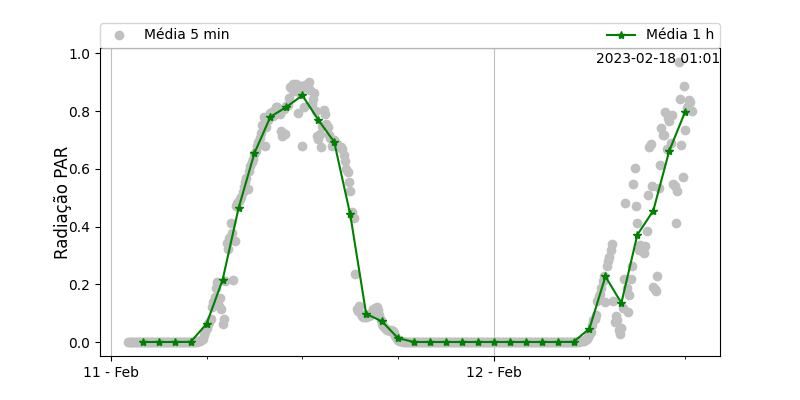 Média 5 min
Média 1 h
2023-02-18 01:01
1.0
0.8
0.6
0.4
0.2
0.0
Radiação PAR
11 - Feb
12 - Feb